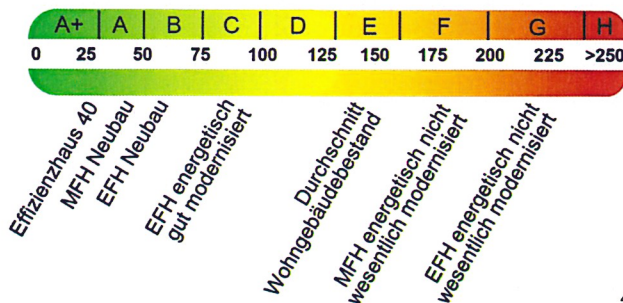 A+ A B C D E F G H
0 25 50 75 100 125 150 175 200 225 >250
Effizienzhaus 40
MFH Neubau
EFH Neubau
EFH energetisch
gut modernisiert
Durchschnitt
Wohngebäudebestand
MFH energetisch nicht
wesentlich modernisiert
EFH energetisch nicht
wesentlich modernisiert